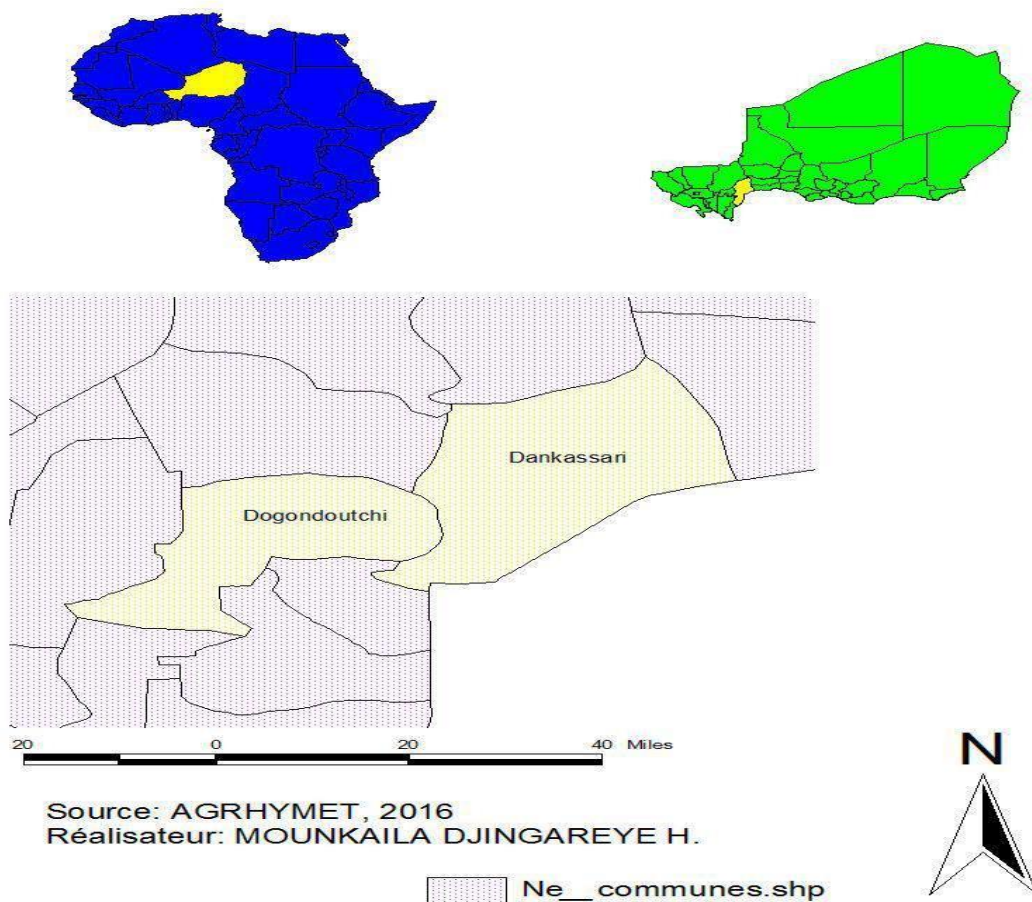 Dankassari
Dogondoutchi
20 0 20 40 Miles
N
Source: AGRHYMET, 2016
Réalisateur: MOUNKAILA DJINGAREYE H.
Ne__communes.shp